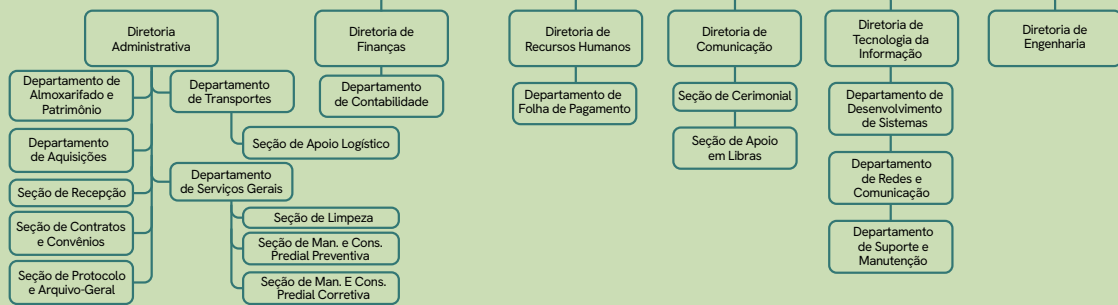 Diretoria
Administrativa
Departamento de
Almoxarifado e
Patrimônio
Departamento
de Aquisições
Seção de Recepção
Seção de Contratos
e Convênios
Seção de Protocolo
e Arquivo-Geral
Departamento
de Transportes
Seção de Apoio Logístico
Departamento
de Serviços Gerais
Seção de Limpeza
Seção de Man. e Cons.
Predial Preventiva
Seção de Man. E Cons.
Predial Corretiva
Diretoria de
Finanças
Departamento
de Contabilidade
Diretoria de
Recursos Humanos
Departamento de
Folha de Pagamento
Diretoria de
Comunicação
Seção de Cerimonial
Seção de Apoio
em Libras
Diretoria de
Tecnologia da
Informação
Departamento de
Desenvolvimento
de Sistemas
Departamento
de Redes e
Comunicação
Departamento
de Suporte e
Manutenção
Diretoria de
Engenharia